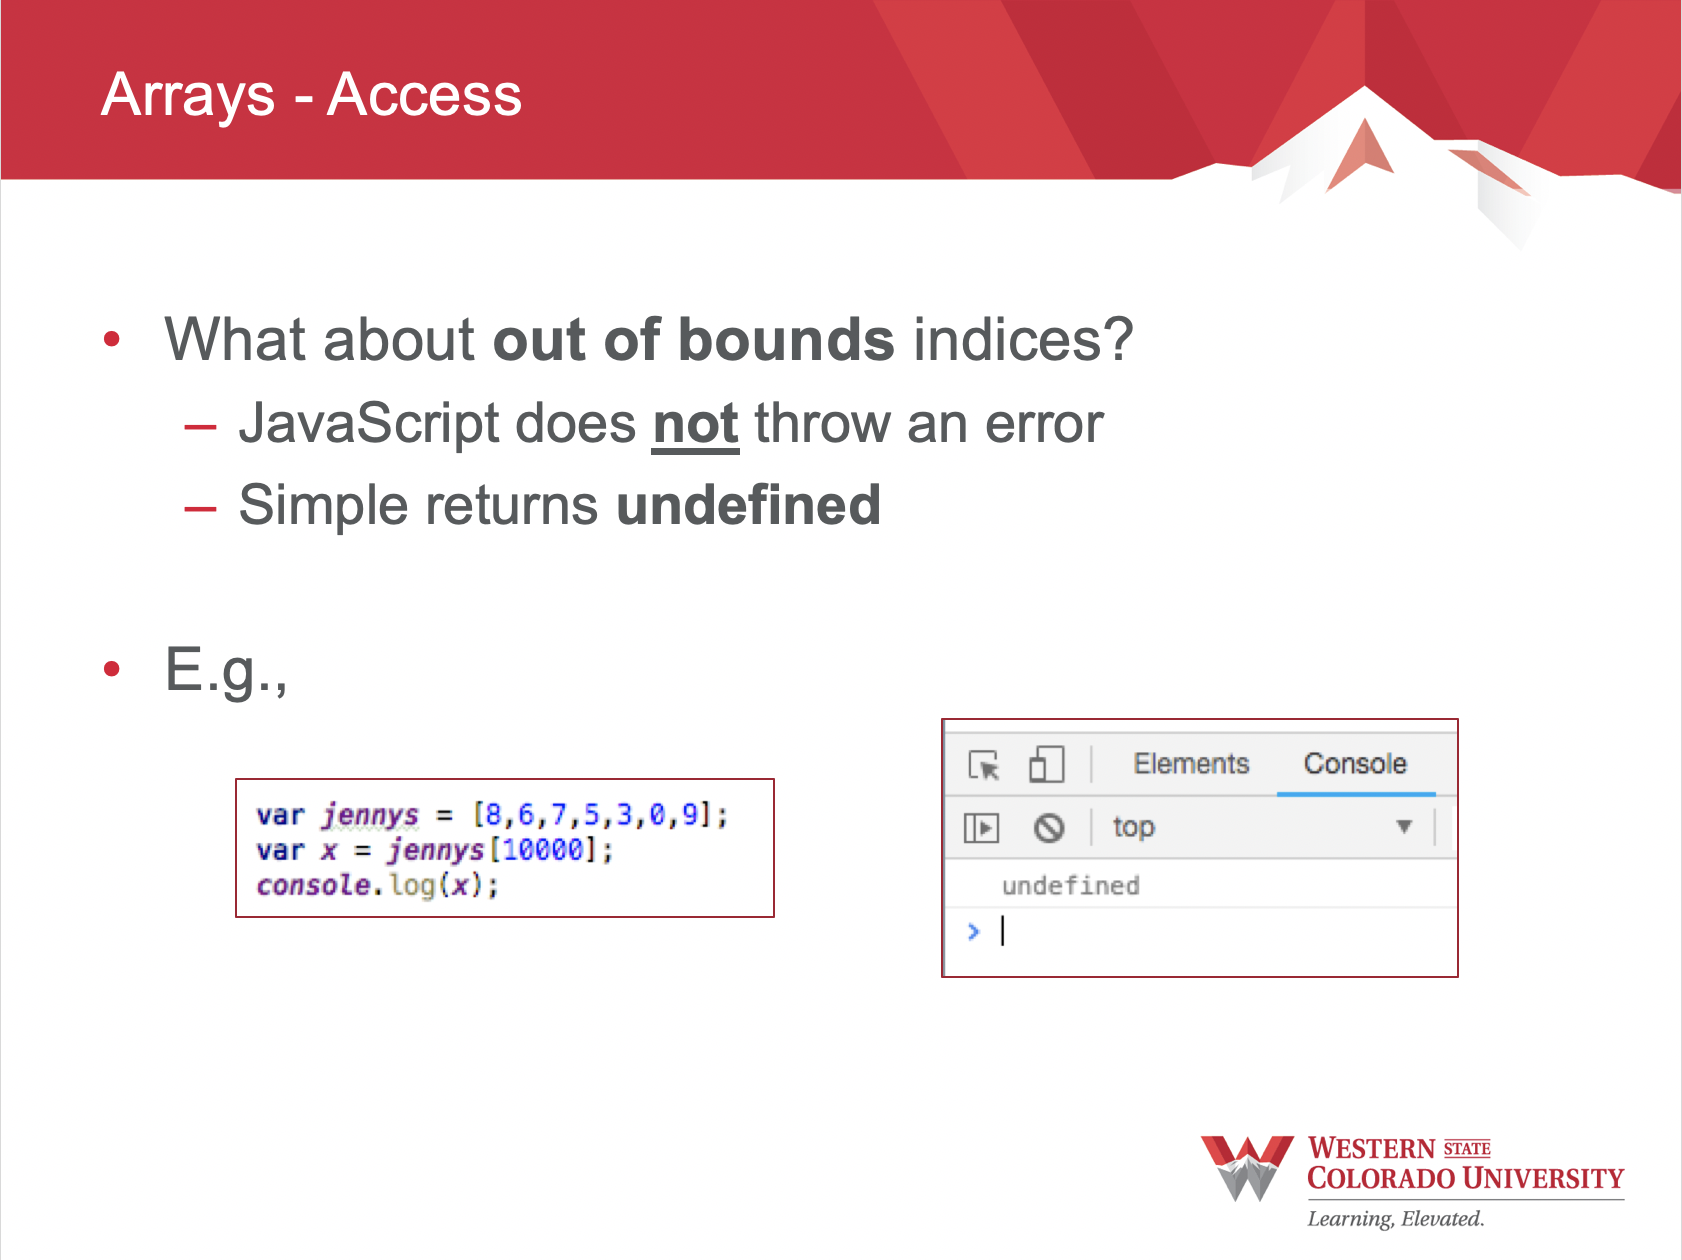 Arrays - Access
• What about out of bounds indices?
– JavaScript does not throw an error
– Simple returns undefined
• E.g.,
var jennys = [8,6,7,5,3,0,9];
var x = jennys[10000];
console.log(x);
Elements Console
top
undefined
>
WESTERN STATE
COLORADO UNIVERSITY
Learning, Elevated.